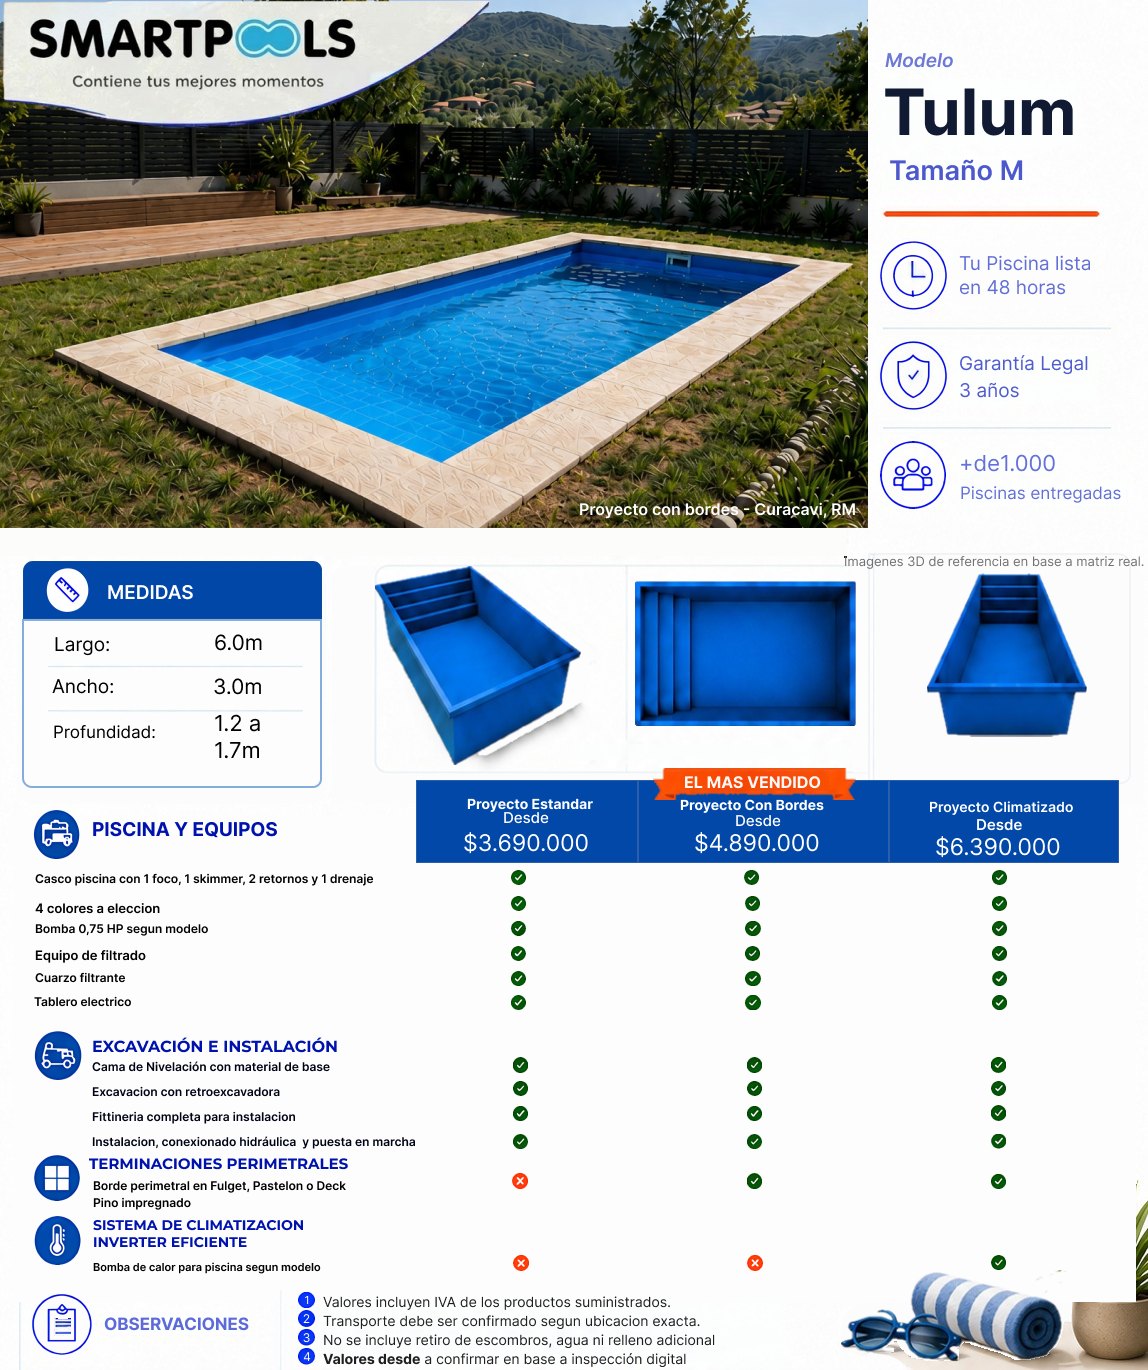 SMARTPOOLS
Contiene tus mejores momentos
Modelo
Tulum
Tamaño M
Tu Piscina lista
en 48 horas
Garantía Legal
3 años
+de1.000
Piscinas entregadas
Proyecto con bordes - Curacavi, RM
Imagenes 3D de referencia en base a matriz real.
MEDIDAS
Largo: 6.0m
Ancho: 3.0m
Profundidad: 1.2 a
1.7m
EL MAS VENDIDO
Proyecto Estandar
Desde
$3.690.000
Proyecto Con Bordes
Desde
$4.890.000
Proyecto Climatizado
Desde
$6.390.000
PISCINA Y EQUIPOS
Casco piscina con 1 foco, 1 skimmer, 2 retornos y 1 drenaje
4 colores a eleccion
Bomba 0,75 HP segun modelo
Equipo de filtrado
Cuarzo filtrante
Tablero electrico
EXCAVACIÓN E INSTALACIÓN
Cama de Nivelación con material de base
Excavacion con retroexcavadora
Fittineria completa para instalacion
Instalacion, conexionado hidráulica y puesta en marcha
TERMINACIONES PERIMETRALES
Borde perimetral en Fulget, Pastelon o Deck
Pino impregnado
SISTEMA DE CLIMATIZACION
INVERTER EFICIENTE
Bomba de calor para piscina segun modelo
OBSERVACIONES
1 Valores incluyen IVA de los productos suministrados.
2 Transporte debe ser confirmado segun ubicacion exacta.
3 No se incluye retiro de escombros, agua ni relleno adicional
4 Valores desde a confirmar en base a inspección digital